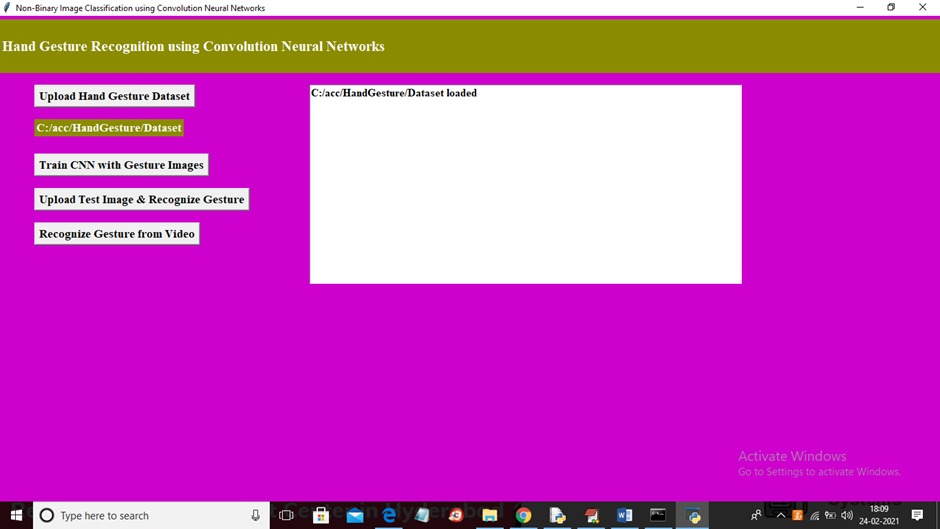 Non-Binary Image Classification using Convolution Neural Networks
Hand Gesture Recognition using Convolution Neural Networks
Upload Hand Gesture Dataset
C:/acc/HandGesture/Dataset loaded
C:/acc/HandGesture/Dataset
Train CNN with Gesture Images
Upload Test Image & Recognize Gesture
Recognize Gesture from Video
Activate Windows
Go to Settings to activate Windows.
Type here to search
18:09
24-02-2021